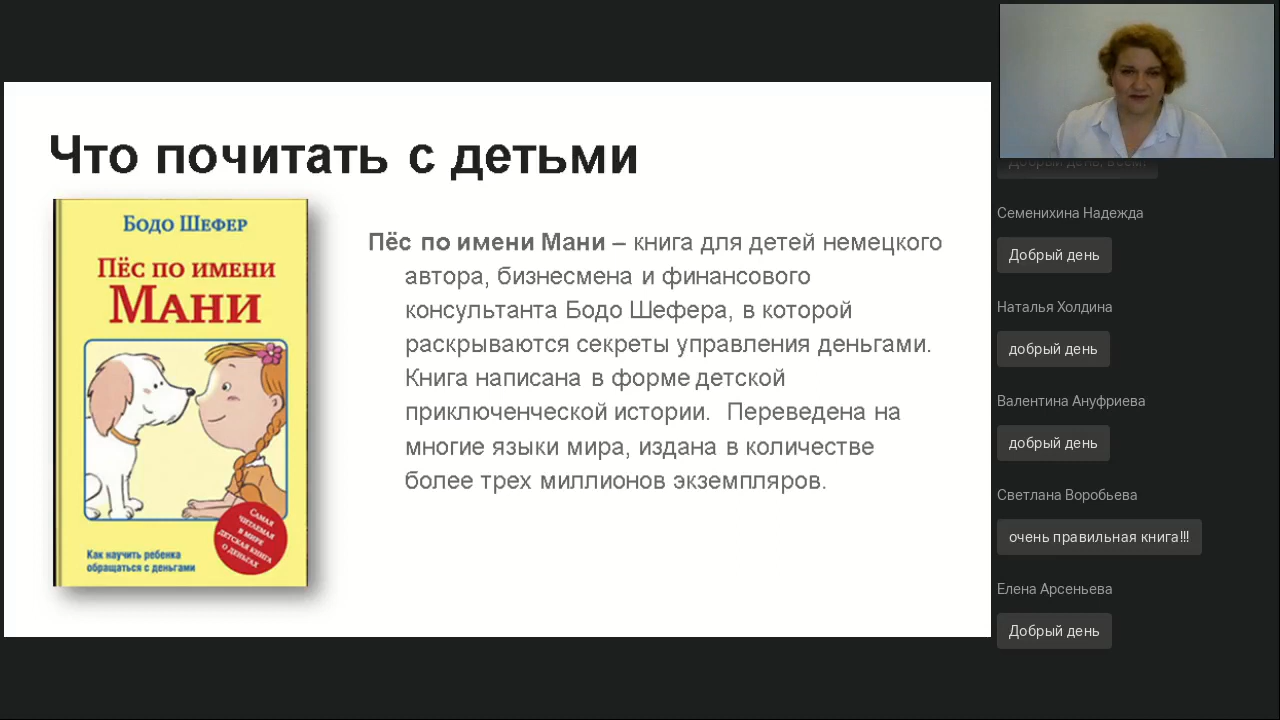 Что почитать с детьми
Бодо Шефер
Пёс по имени
Мани
Самая
читаемая
в мире
детская книга
о деньгах
Как научить ребенка
обращаться с деньгами
Пёс по имени Мани – книга для детей немецкого
автора, бизнесмена и финансового
консультанта Бодо Шефера, в которой
раскрываются секреты управления деньгами.
Книга написана в форме детской
приключенческой истории. Переведена на
многие языки мира, издана в количестве
более трех миллионов экземпляров.
Добрый день, всем!
Семенихина Надежда
Добрый день
Наталья Холдина
добрый день
Валентина Ануфриева
добрый день
Светлана Воробьева
очень правильная книга!!!
Елена Арсеньева
Добрый день